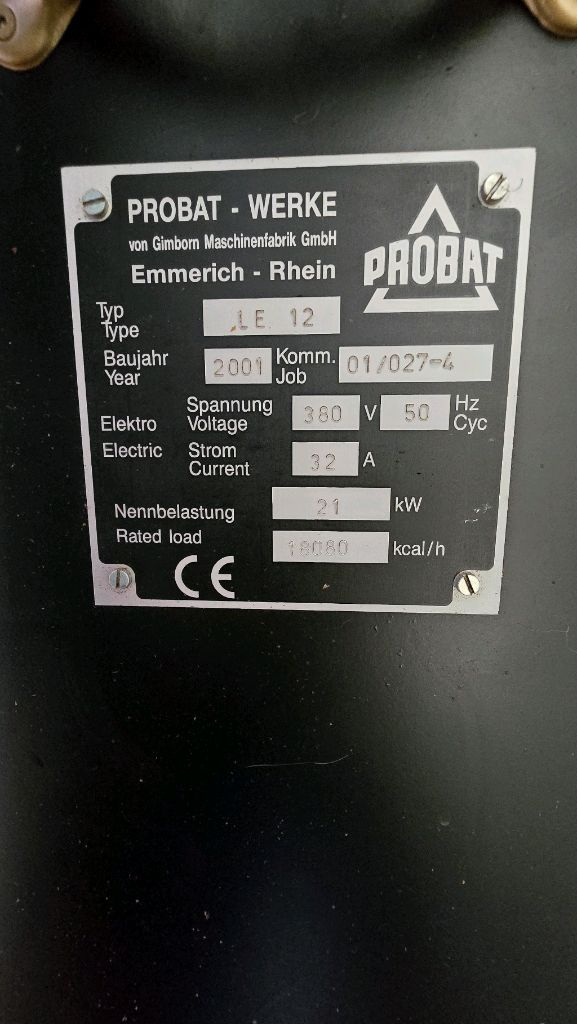 PROBAT - WERKE
von Gimborn Maschinenfabrik GmbH
Emmerich - Rhein
PROBAT
Typ
Type
LE 12
Baujahr
Year
2001
Komm.
Job
01/027-4
Elektro
Electric
Spannung
Voltage
380 V
50
Hz
Cyc
Strom
Current
32 A
Nennbelastung
Rated load
21 kW
18080 kcal/h
CE